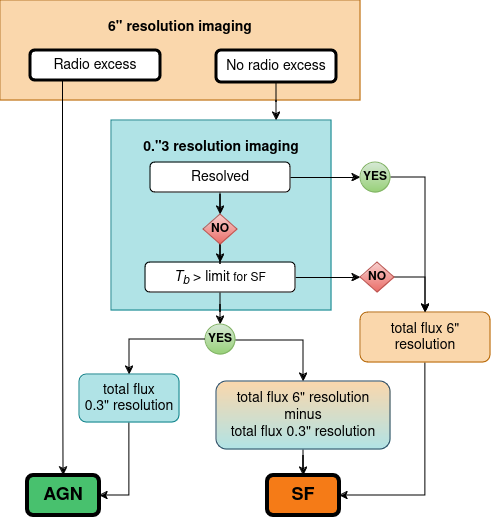 6" resolution imaging
Radio excess
No radio excess
0."3 resolution imaging
Resolved
YES
NO
T_b > limit for SF
NO
YES
total flux 6"
resolution
total flux
0.3" resolution
total flux 6" resolution
minus
total flux 0.3" resolution
AGN
SF